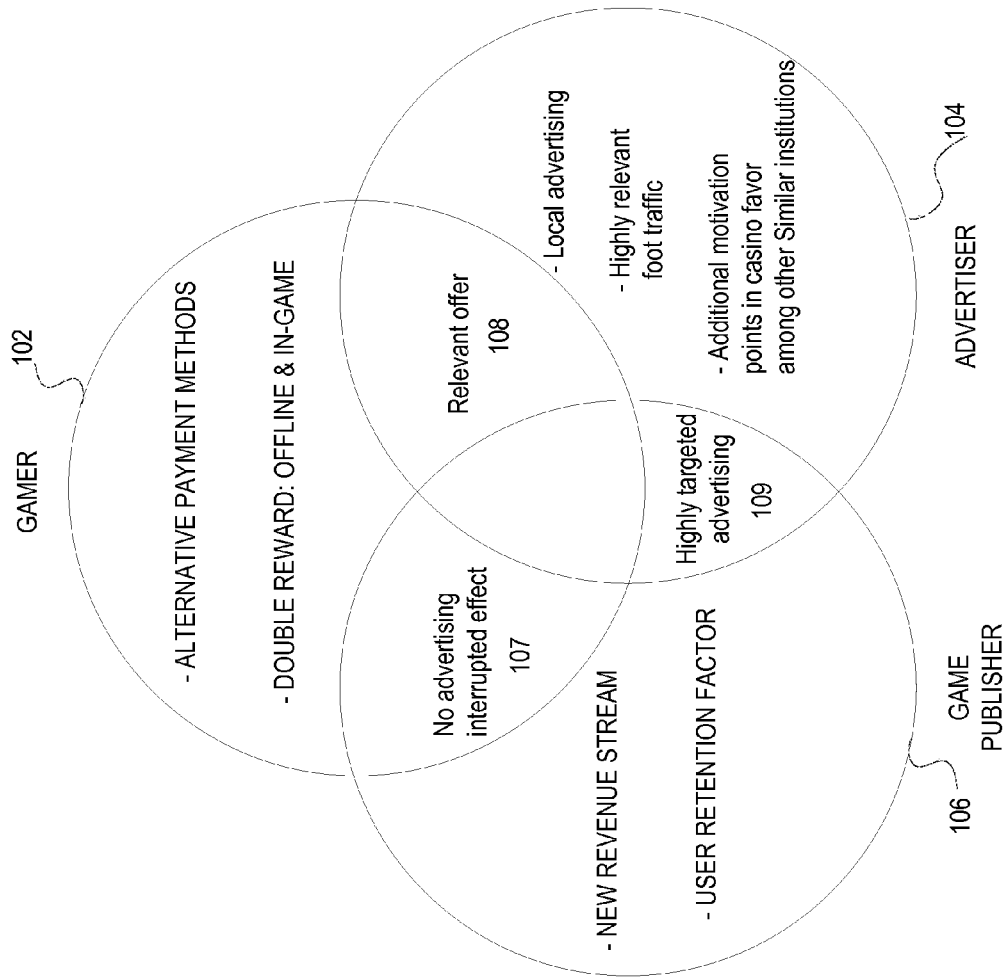 GAMER
102
- ALTERNATIVE PAYMENT METHODS
- DOUBLE REWARD: OFFLINE & IN-GAME
No advertising
interrupted effect
107
Relevant offer
108
- NEW REVENUE STREAM
- USER RETENTION FACTOR
Highly targeted
advertising
109
- Local advertising
- Highly relevant
foot traffic
- Additional motivation
points in casino favor
among other Similar institutions
106
GAME
PUBLISHER
ADVERTISER
104